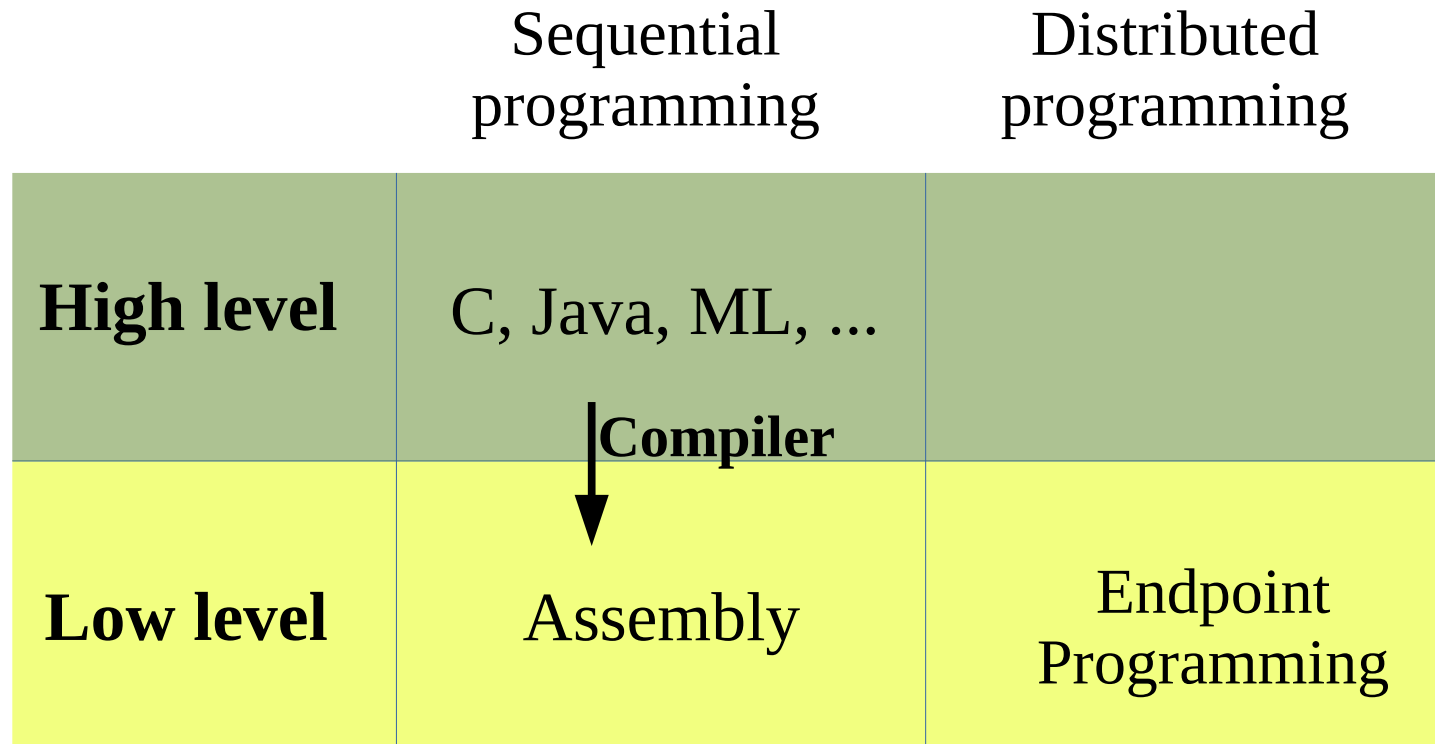 Sequential
programming
Distributed
programming
High level
C, Java, ML, ...
Compiler
Low level
Assembly
Endpoint
Programming